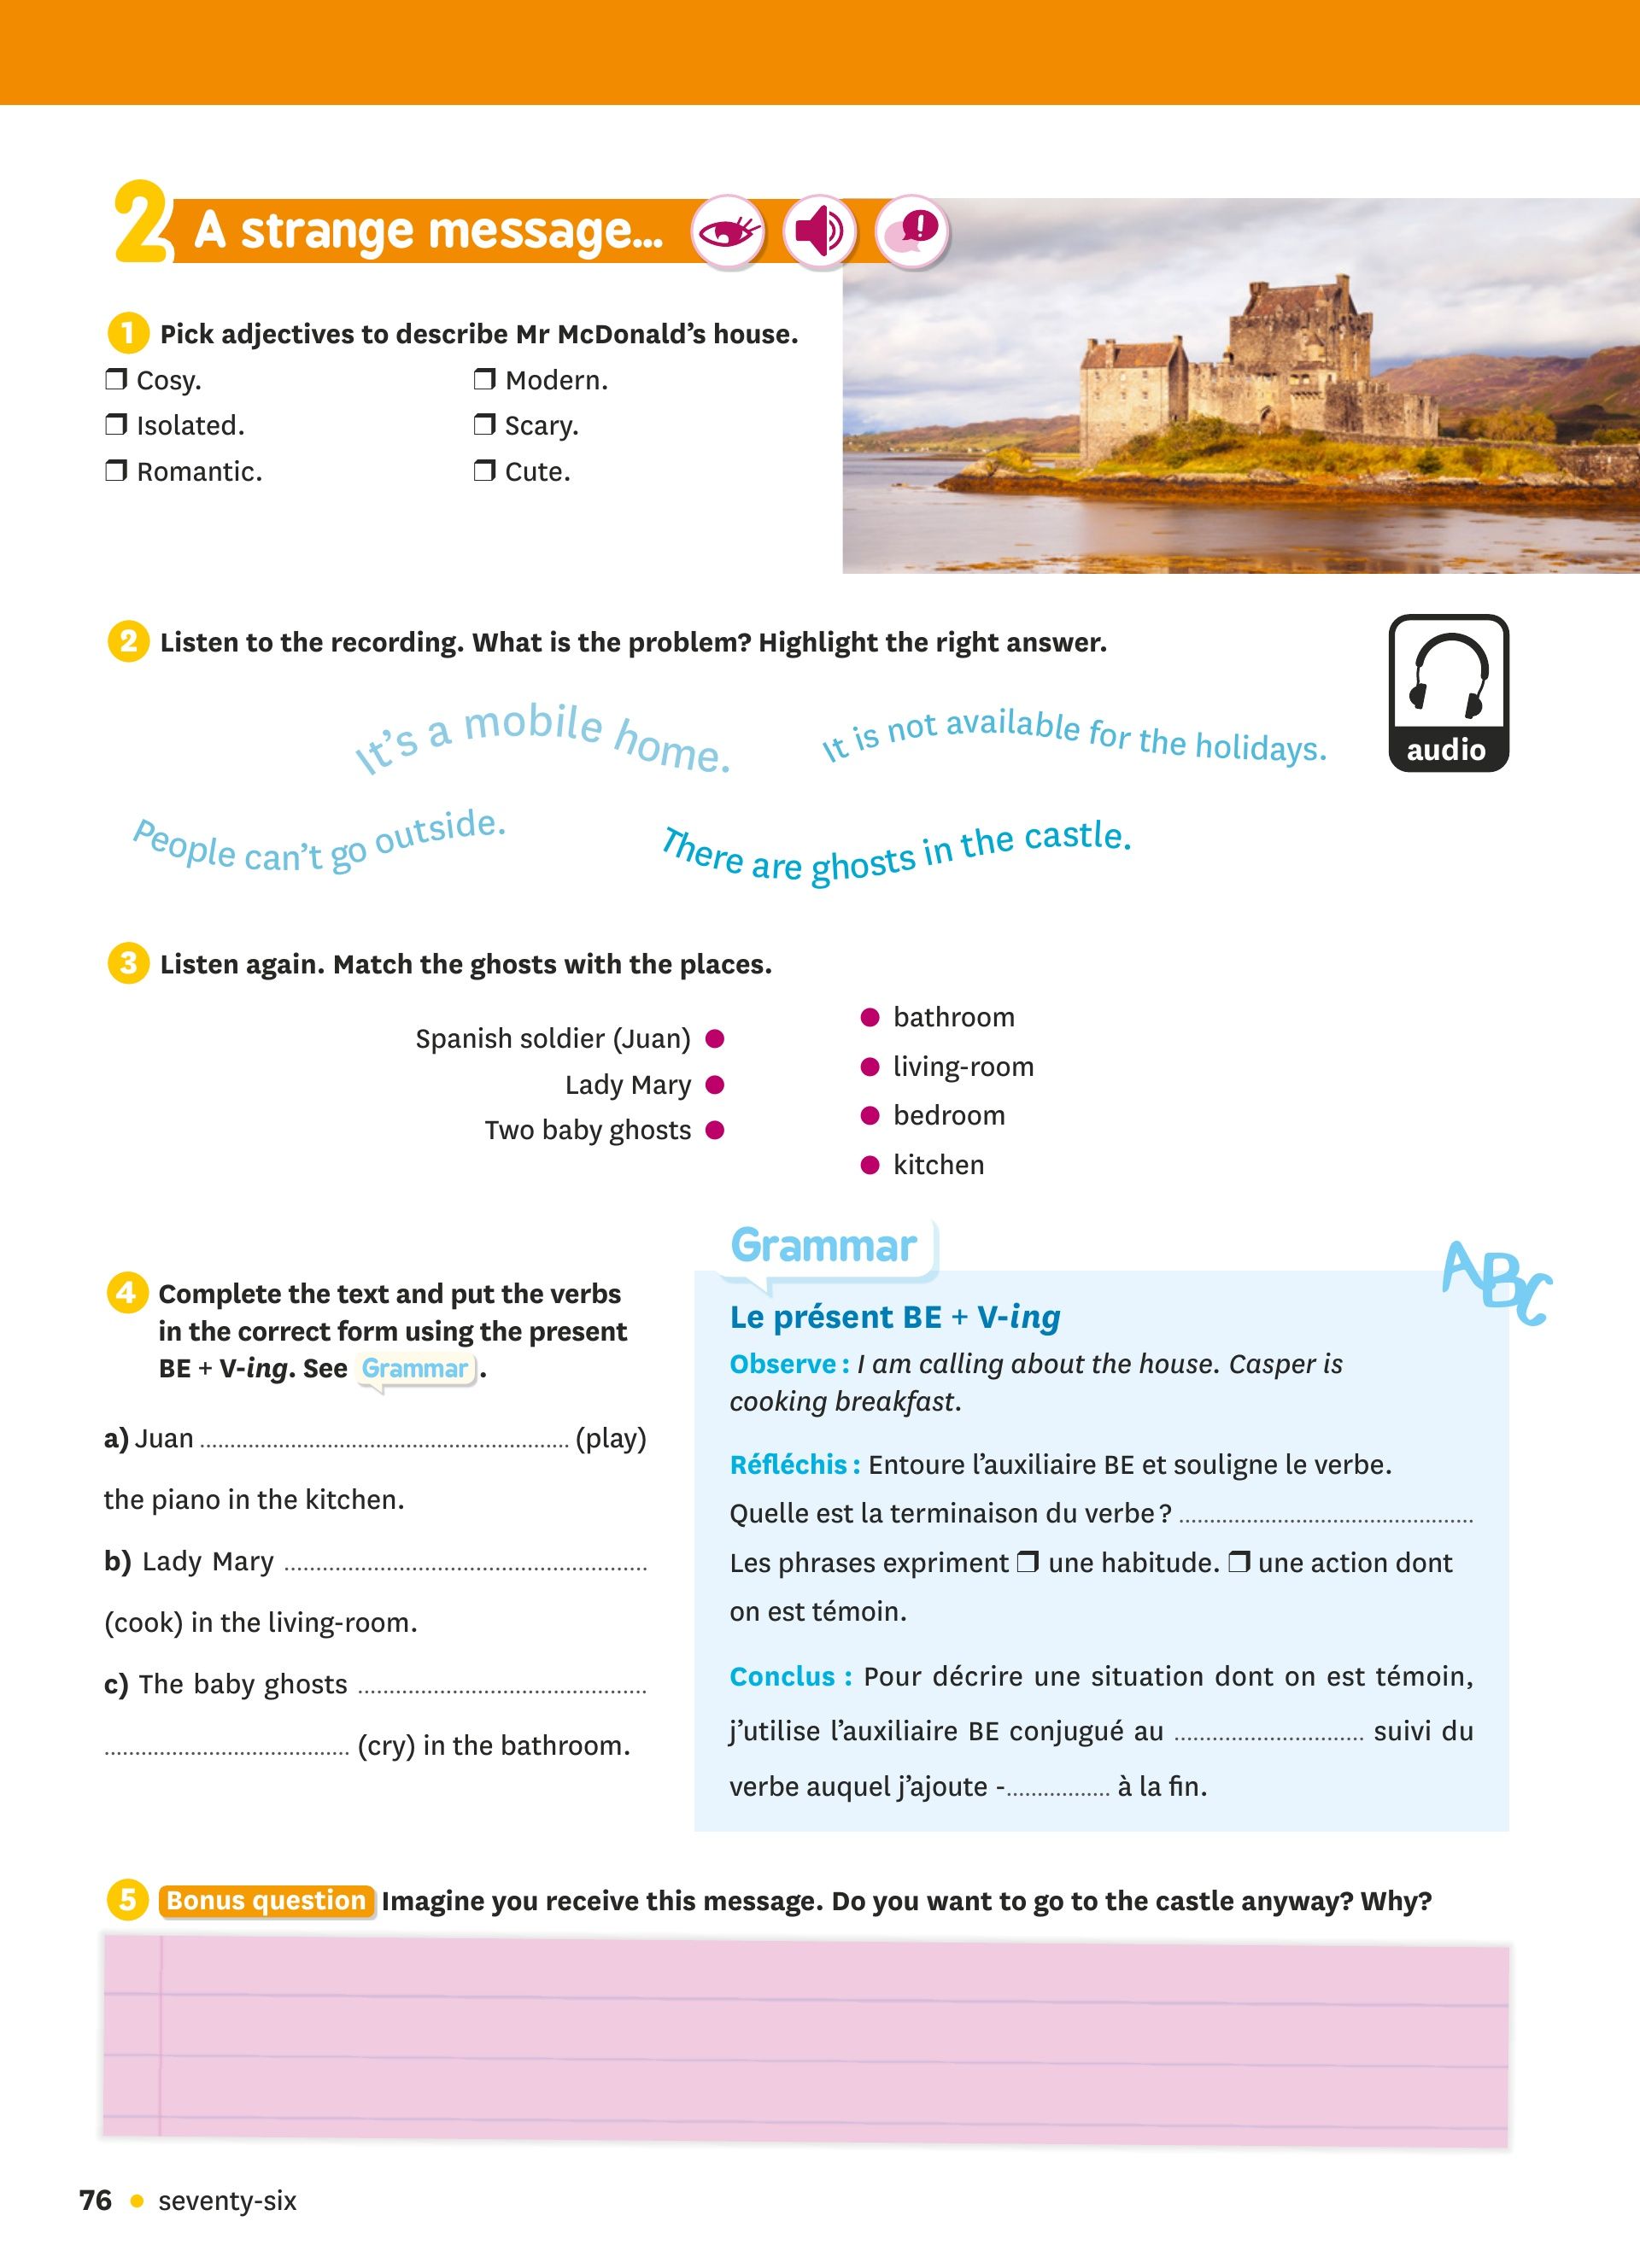 2 A strange message...
1 Pick adjectives to describe Mr McDonald’s house.
❒ Cosy.
❒ Isolated.
❒ Romantic.
❒ Modern.
❒ Scary.
❒ Cute.
2 Listen to the recording. What is the problem? Highlight the right answer.
audio
It’s a mobile home.
It is not available for the holidays.
People can’t go outside.
There are ghosts in the castle.
3 Listen again. Match the ghosts with the places.
Spanish soldier (Juan) ●
Lady Mary ●
Two baby ghosts ●
● bathroom
● living-room
● bedroom
● kitchen
4 Complete the text and put the verbs
in the correct form using the present
BE + V-ing. See Grammar.
a) Juan .............................................................. (play)
the piano in the kitchen.
b) Lady Mary .............................................................
(cook) in the living-room.
c) The baby ghosts ................................................
......................................... (cry) in the bathroom.
Grammar
ABC
Le présent BE + V-ing
Observe : I am calling about the house. Casper is
cooking breakfast.
Réfléchis : Entoure l’auxiliaire BE et souligne le verbe.
Quelle est la terminaison du verbe ? .................................................
Les phrases expriment ❒ une habitude. ❒ une action dont
on est témoin.
Conclus : Pour décrire une situation dont on est témoin,
j’utilise l’auxiliaire BE conjugué au ................................ suivi du
verbe auquel j’ajoute -................. à la fin.
5 Bonus question Imagine you receive this message. Do you want to go to the castle anyway? Why?
76 ● seventy-six